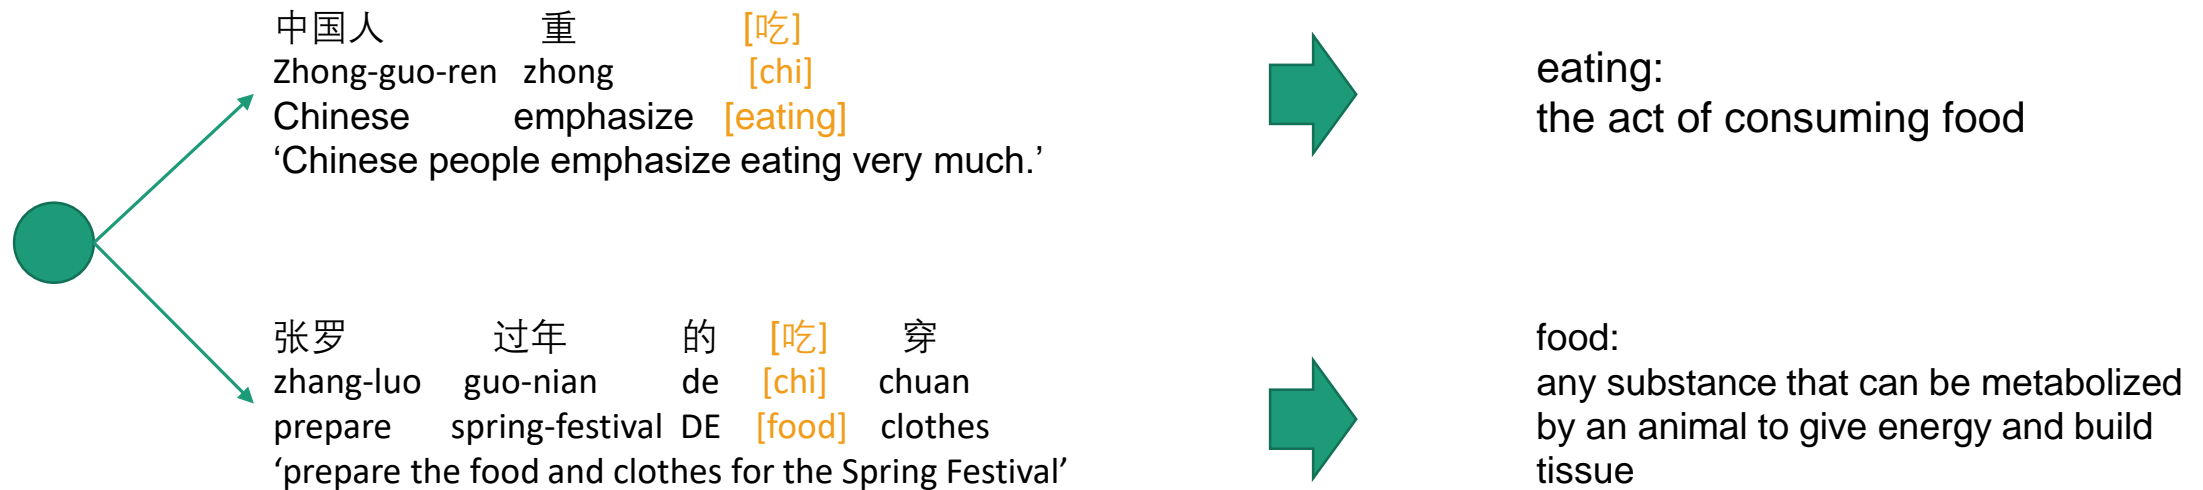 中国人 重 [吃]
Zhong-guo-ren zhong [chi]
Chinese emphasize [eating]
‘Chinese people emphasize eating very much.’
eating:
the act of consuming food
张罗 过年 的 [吃] 穿
zhang-luo guo-nian de [chi] chuan
prepare spring-festival DE [food] clothes
‘prepare the food and clothes for the Spring Festival’
food:
any substance that can be metabolized
by an animal to give energy and build
tissue